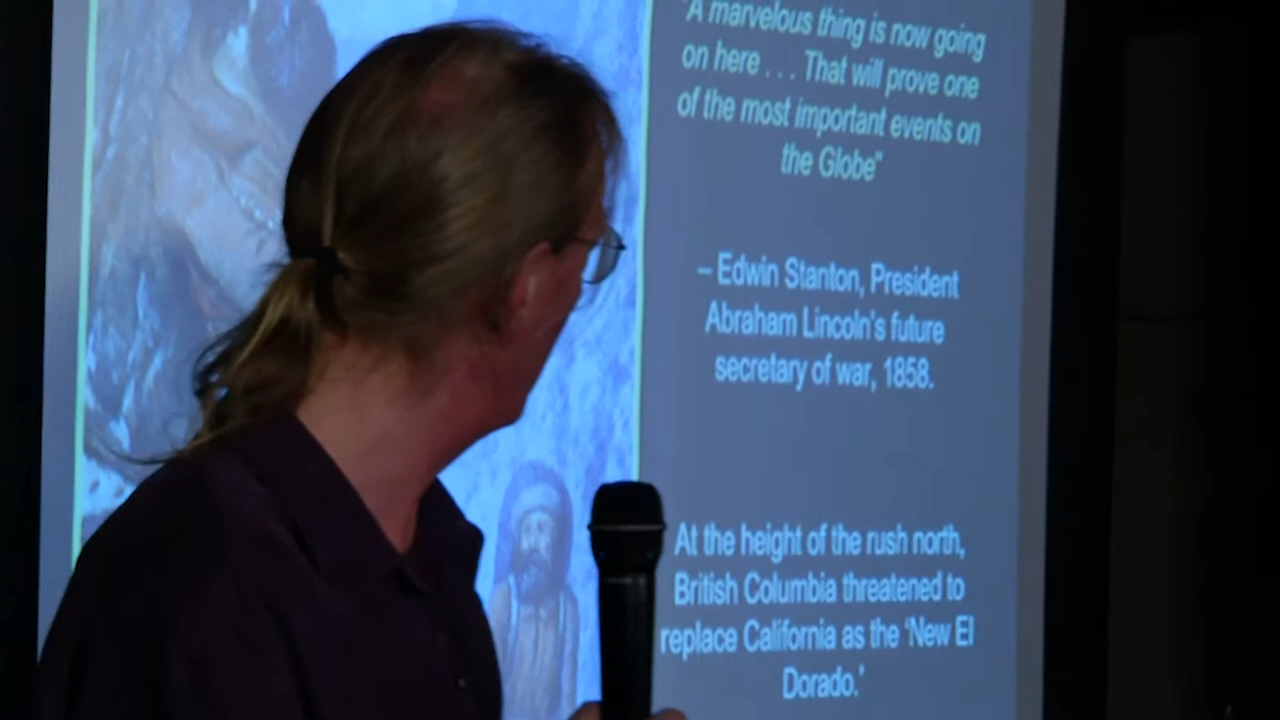 "A marvelous thing is now going
on here . . . That will prove one
of the most important events on
the Globe"
– Edwin Stanton, President
Abraham Lincoln's future
secretary of war, 1858.
At the height of the rush north,
British Columbia threatened to
replace California as the 'New El
Dorado.'